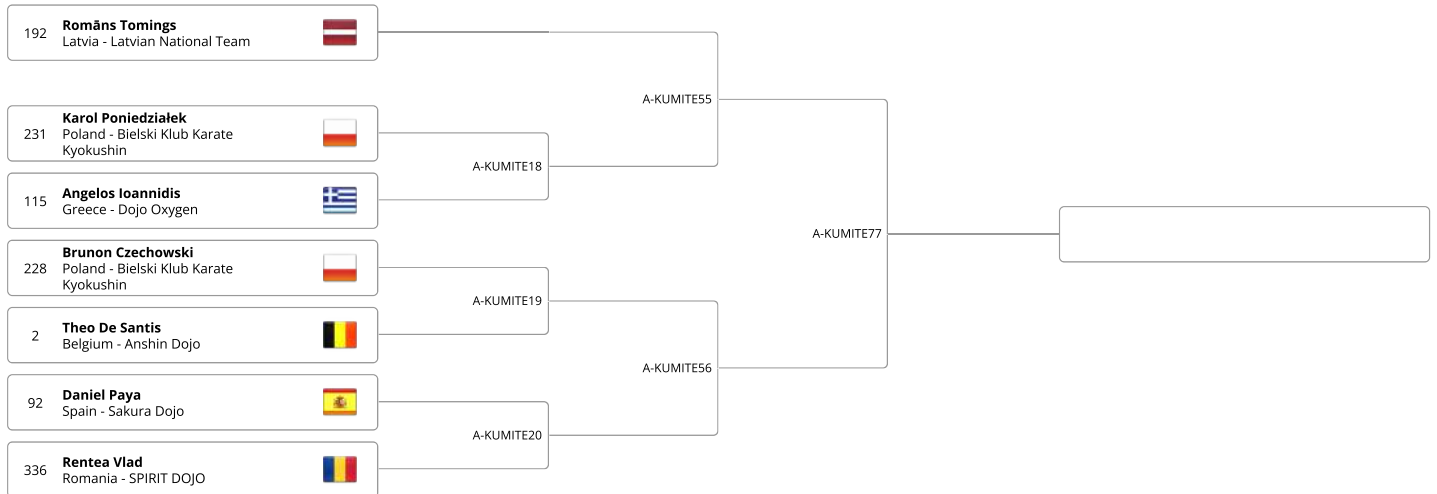 192
Romāns Tomings
Latvia - Latvian National Team
A-KUMITE55
231
Karol Poniedziałek
Poland - Bielski Klub Karate
Kyokushin
A-KUMITE18
115
Angelos Ioannidis
Greece - Dojo Oxygen
A-KUMITE77
228
Brunon Czechowski
Poland - Bielski Klub Karate
Kyokushin
A-KUMITE19
2
Theo De Santis
Belgium - Anshin Dojo
A-KUMITE56
92
Daniel Paya
Spain - Sakura Dojo
A-KUMITE20
336
Rentea Vlad
Romania - SPIRIT DOJO